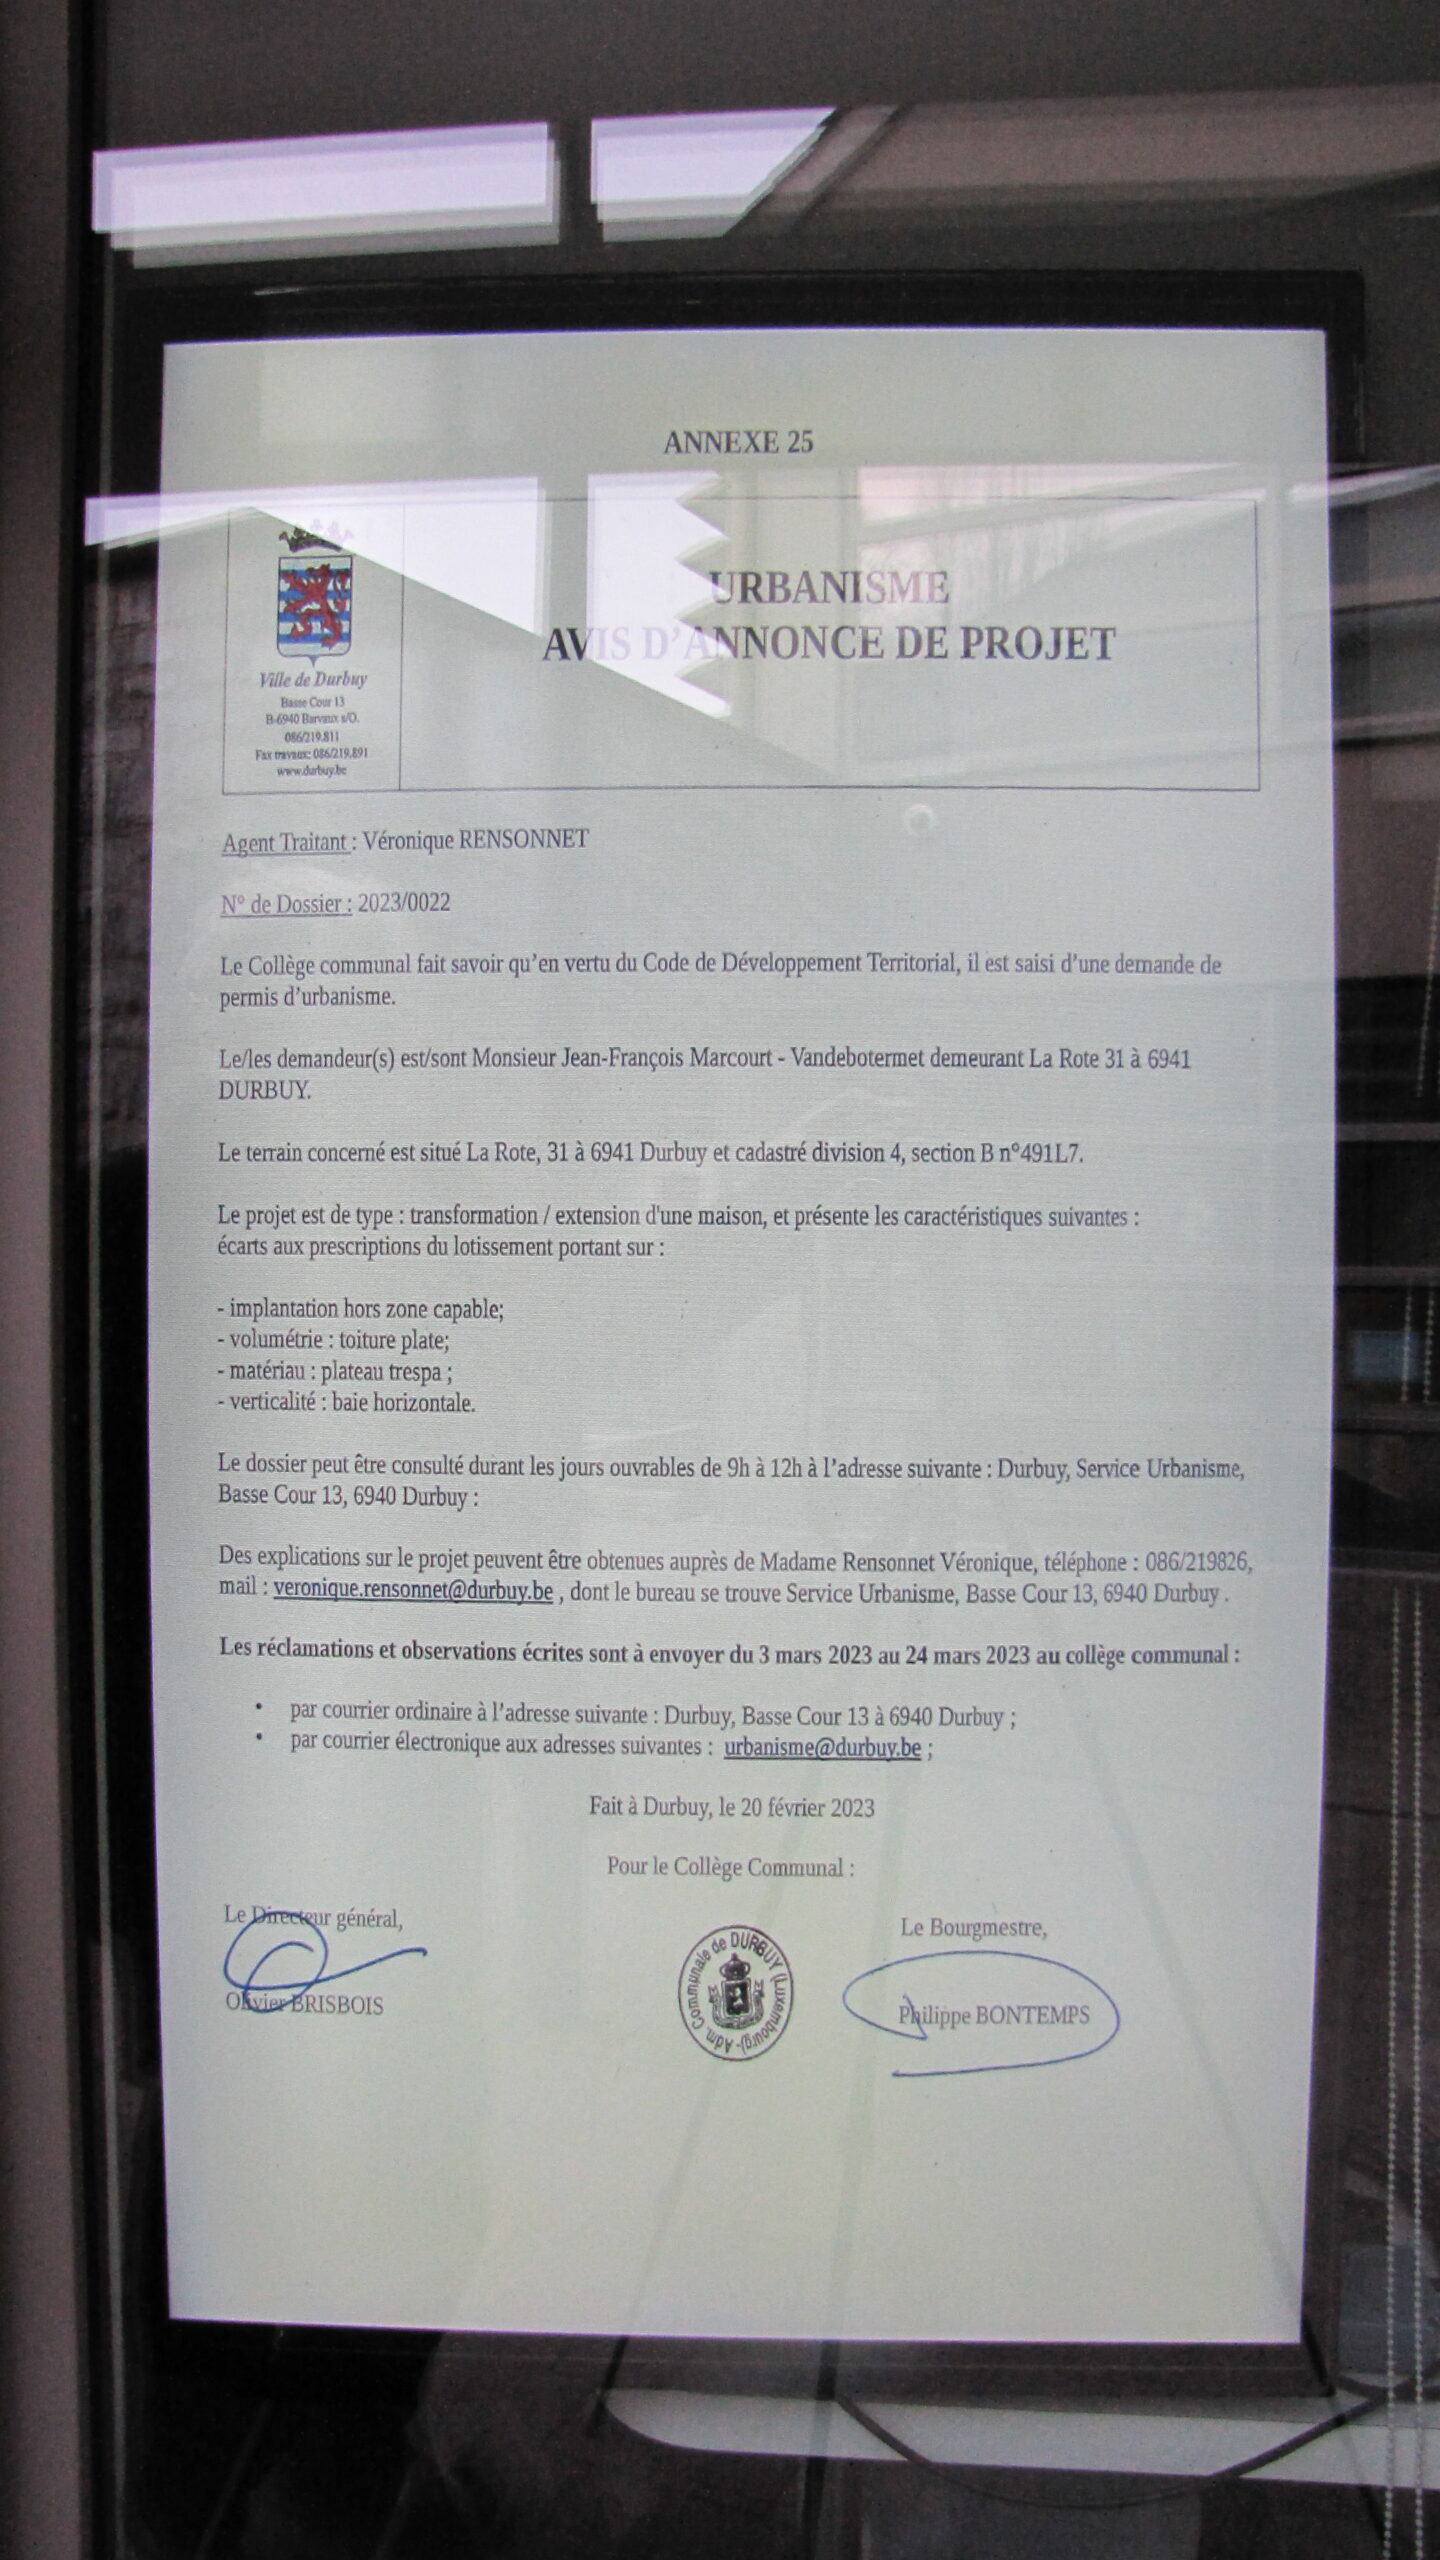 ANNEXE 25
URBANISME
AVIS D'ANNONCE DE PROJET
Ville de Durbuy
Basse Cour 13
B-6940 Barvaux s/O.
086/219.811
Fax travaux: 086/219.891
www.durbuy.be
Agent Traitant : Véronique RENSONNET
N° de Dossier : 2023/0022
Le Collège communal fait savoir qu'en vertu du Code de Développement Territorial, il est saisi d'une demande de
permis d'urbanisme.
Le/les demandeur(s) est/sont Monsieur Jean-François Marcourt - Vandebotermet demeurant La Rote 31 à 6941
DURBUY.
Le terrain concerné est situé La Rote, 31 à 6941 Durbuy et cadastré division 4, section B n°491L7.
Le projet est de type : transformation / extension d'une maison, et présente les caractéristiques suivantes :
écarts aux prescriptions du lotissement portant sur :
- implantation hors zone capable;
- volumétrie : toiture plate;
- matériau : plateau trespa ;
- verticalité : baie horizontale.
Le dossier peut être consulté durant les jours ouvrables de 9h à 12h à l'adresse suivante : Durbuy, Service Urbanisme,
Basse Cour 13, 6940 Durbuy :
Des explications sur le projet peuvent être obtenues auprès de Madame Rensonnet Véronique, téléphone : 086/219826,
mail : veronique.rensonnet@durbuy.be , dont le bureau se trouve Service Urbanisme, Basse Cour 13, 6940 Durbuy .
Les réclamations et observations écrites sont à envoyer du 3 mars 2023 au 24 mars 2023 au collège communal :
• par courrier ordinaire à l'adresse suivante : Durbuy, Basse Cour 13 à 6940 Durbuy ;
• par courrier électronique aux adresses suivantes : urbanisme@durbuy.be ;
Fait à Durbuy, le 20 février 2023
Pour le Collège Communal :
Le Directeur général,
Olivier BRISBOIS
Adm. Communale de DURBUY (Luxembourg)-
Le Bourgmestre,
Philippe BONTEMPS